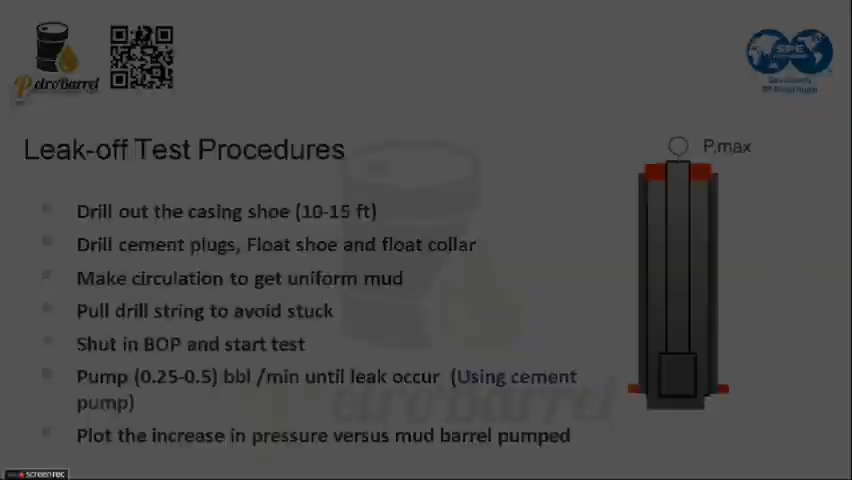 PetroBarrel
SPE
Leak-off Test Procedures
P.max
Drill out the casing shoe (10-15 ft)
Drill cement plugs, Float shoe and float collar
Make circulation to get uniform mud
Pull drill string to avoid stuck
Shut in BOP and start test
Pump (0.25-0.5) bbl /min until leak occur (Using cement
pump)
Plot the increase in pressure versus mud barrel pumped
etroBarrel
screenrec